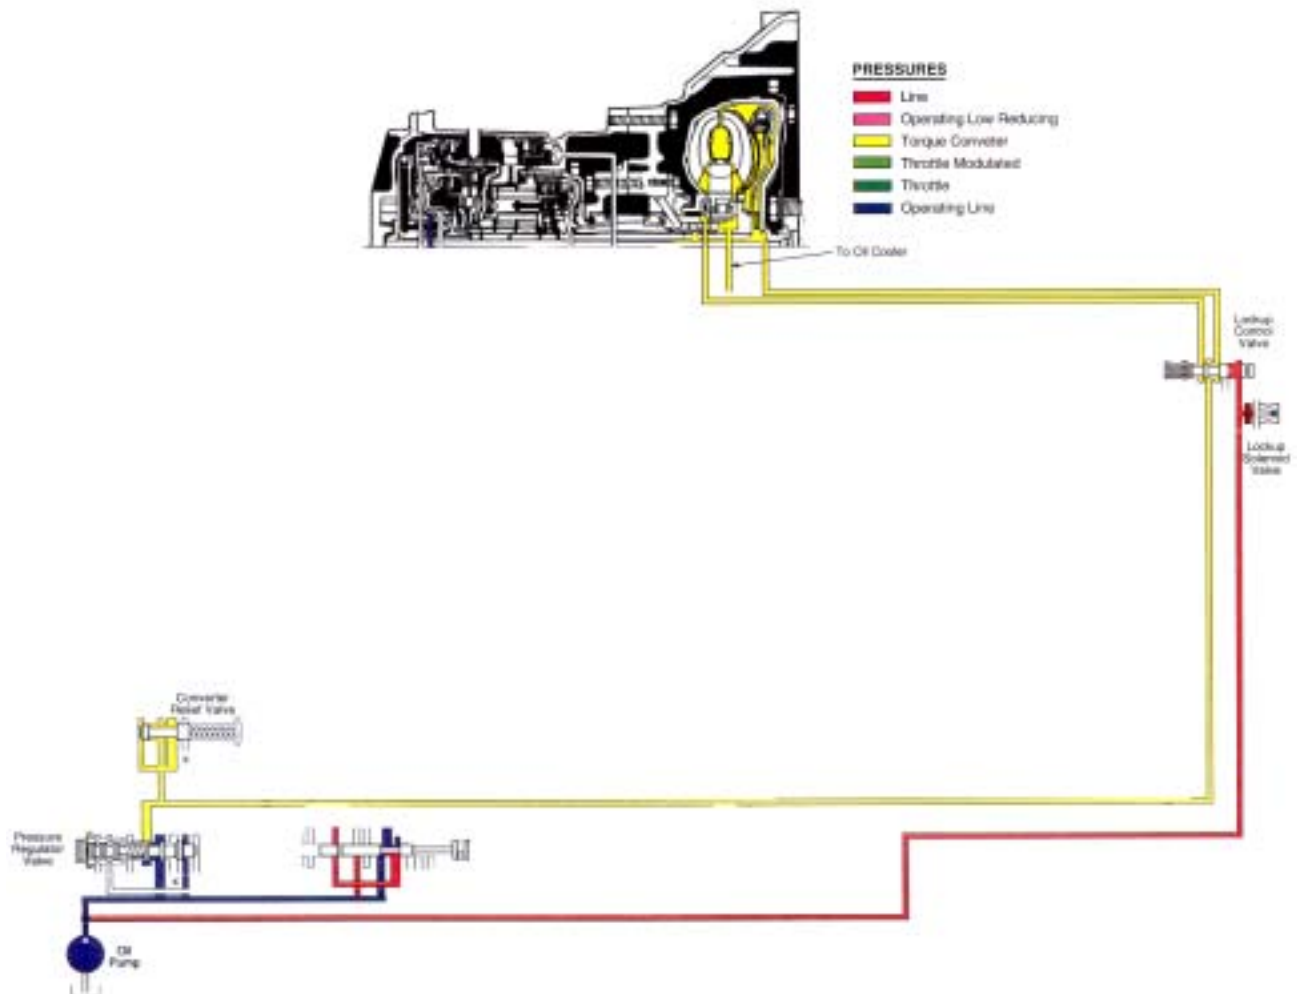 PRESSURES
Line
Operating Low Reducing
Torque Conveter
Throttle Modulated
Throttle
Operating Line
To Oil Cooler
Lockup
Control
Valve
Lockup
Solenoid
Valve
Converter
Relief Valve
Pressure
Regulator
Valve
Oil
Pump